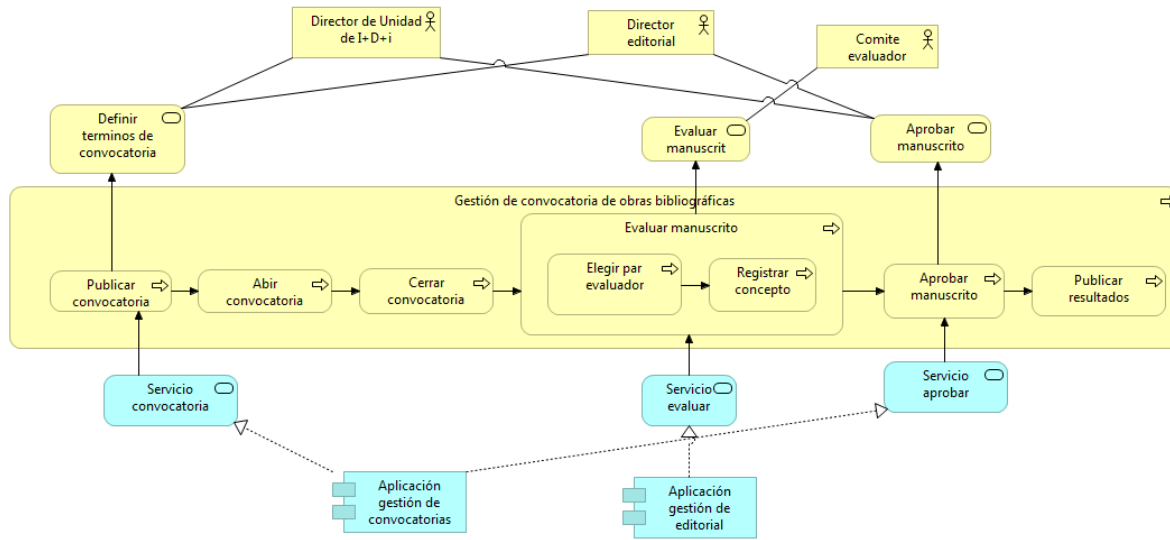 Director de Unidad
de I+D+i
Director
editorial
Comite
evaluador
Definir
terminos de
convocatoria
Evaluar
manuscrit
Aprobar
manuscrito
Gestión de convocatoria de obras bibliográficas
Evaluar manuscrito
Publicar
convocatoria
Abir
convocatoria
Cerrar
convocatoria
Elegir par
evaluador
Registrar
concepto
Aprobar
manuscrito
Publicar
resultados
Servicio
convocatoria
Servicio
evaluar
Servicio
aprobar
Aplicación
gestión de
convocatorias
Aplicación
gestión de
editorial